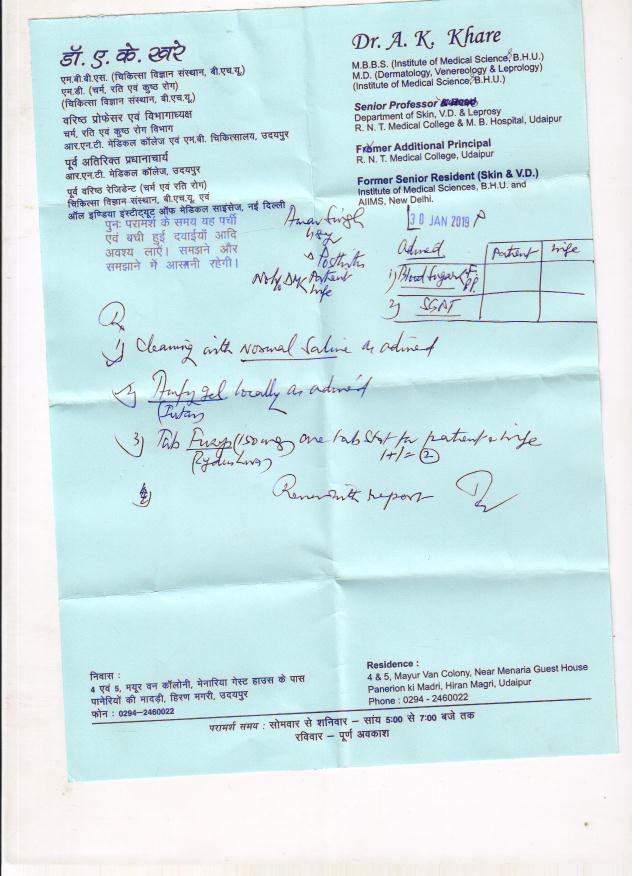 डॉ. ए. के. खरे
एम.बी.बी.एस. (चिकित्सा विज्ञान संस्थान, बी.एच.यू.)
एम.डी. (चर्म, रति एवं कुष्ठ रोग)
(चिकित्सा विज्ञान संस्थान, बी.एच.यू.)
वरिष्ठ प्रोफेसर एवं विभागाध्यक्ष
चर्म, रति एवं कुष्ठ रोग विभाग
आर.एन.टी. मेडिकल कॉलेज एवं एम.बी. चिकित्सालय, उदयपुर
पूर्व अतिरिक्त प्रधानाचार्य
आर.एन.टी. मेडिकल कॉलेज, उदयपुर
पूर्व वरिष्ठ रेजिडेन्ट (चर्म एवं रति रोग)
चिकित्सा विज्ञान संस्थान, बी.एच.यू. एवं
ऑल इण्डिया इंस्टीट्यूट ऑफ मेडिकल साइंसेज, नई दिल्ली
Dr. A. K. Khare
M.B.B.S. (Institute of Medical Science, B.H.U.)
M.D. (Dermatology, Venereology & Leprology)
(Institute of Medical Science, B.H.U.)
Senior Professor
Department of Skin, V.D. & Leprosy
R. N. T. Medical College & M. B. Hospital, Udaipur
Former Additional Principal
R. N. T. Medical College, Udaipur
Former Senior Resident (Skin & V.D.)
Institute of Medical Sciences, B.H.U. and
AIIMS, New Delhi.
पुनः परामर्श के समय यह पर्ची
एवं बची हुई दवाईयाँ आदि
अवश्य लाएँ। समझने और
समझाने में आसानी रहेगी।
30 JAN 2019
Amar Singh
Posthitis
Patient
wife
Advised
Patient wife
1) Blood Sugar F. P.P.
2) SGPT
Rx
1) Cleaning with Normal Saline as advised
2) gel locally as advised
3) Tab (150mg) one tab Stat for patient & wife
1+1=2
Review with report
निवास :
4 एवं 5, मयूर वन कॉलोनी, मेनारिया गेस्ट हाउस के पास
पानेरियों की मादड़ी, हिरण मगरी, उदयपुर
फोन : 0294-2460022
Residence :
4 & 5, Mayur Van Colony, Near Menaria Guest House
Panerion ki Madri, Hiran Magri, Udaipur
Phone : 0294 - 2460022
परामर्श समय : सोमवार से शनिवार – सांय 5:00 से 7:00 बजे तक
रविवार – पूर्ण अवकाश